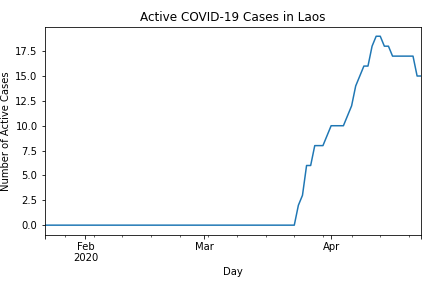 Active COVID-19 Cases in Laos
Number of Active Cases
17.5
15.0
12.5
10.0
7.5
5.0
2.5
0.0
Feb
2020
Mar
Apr
Day